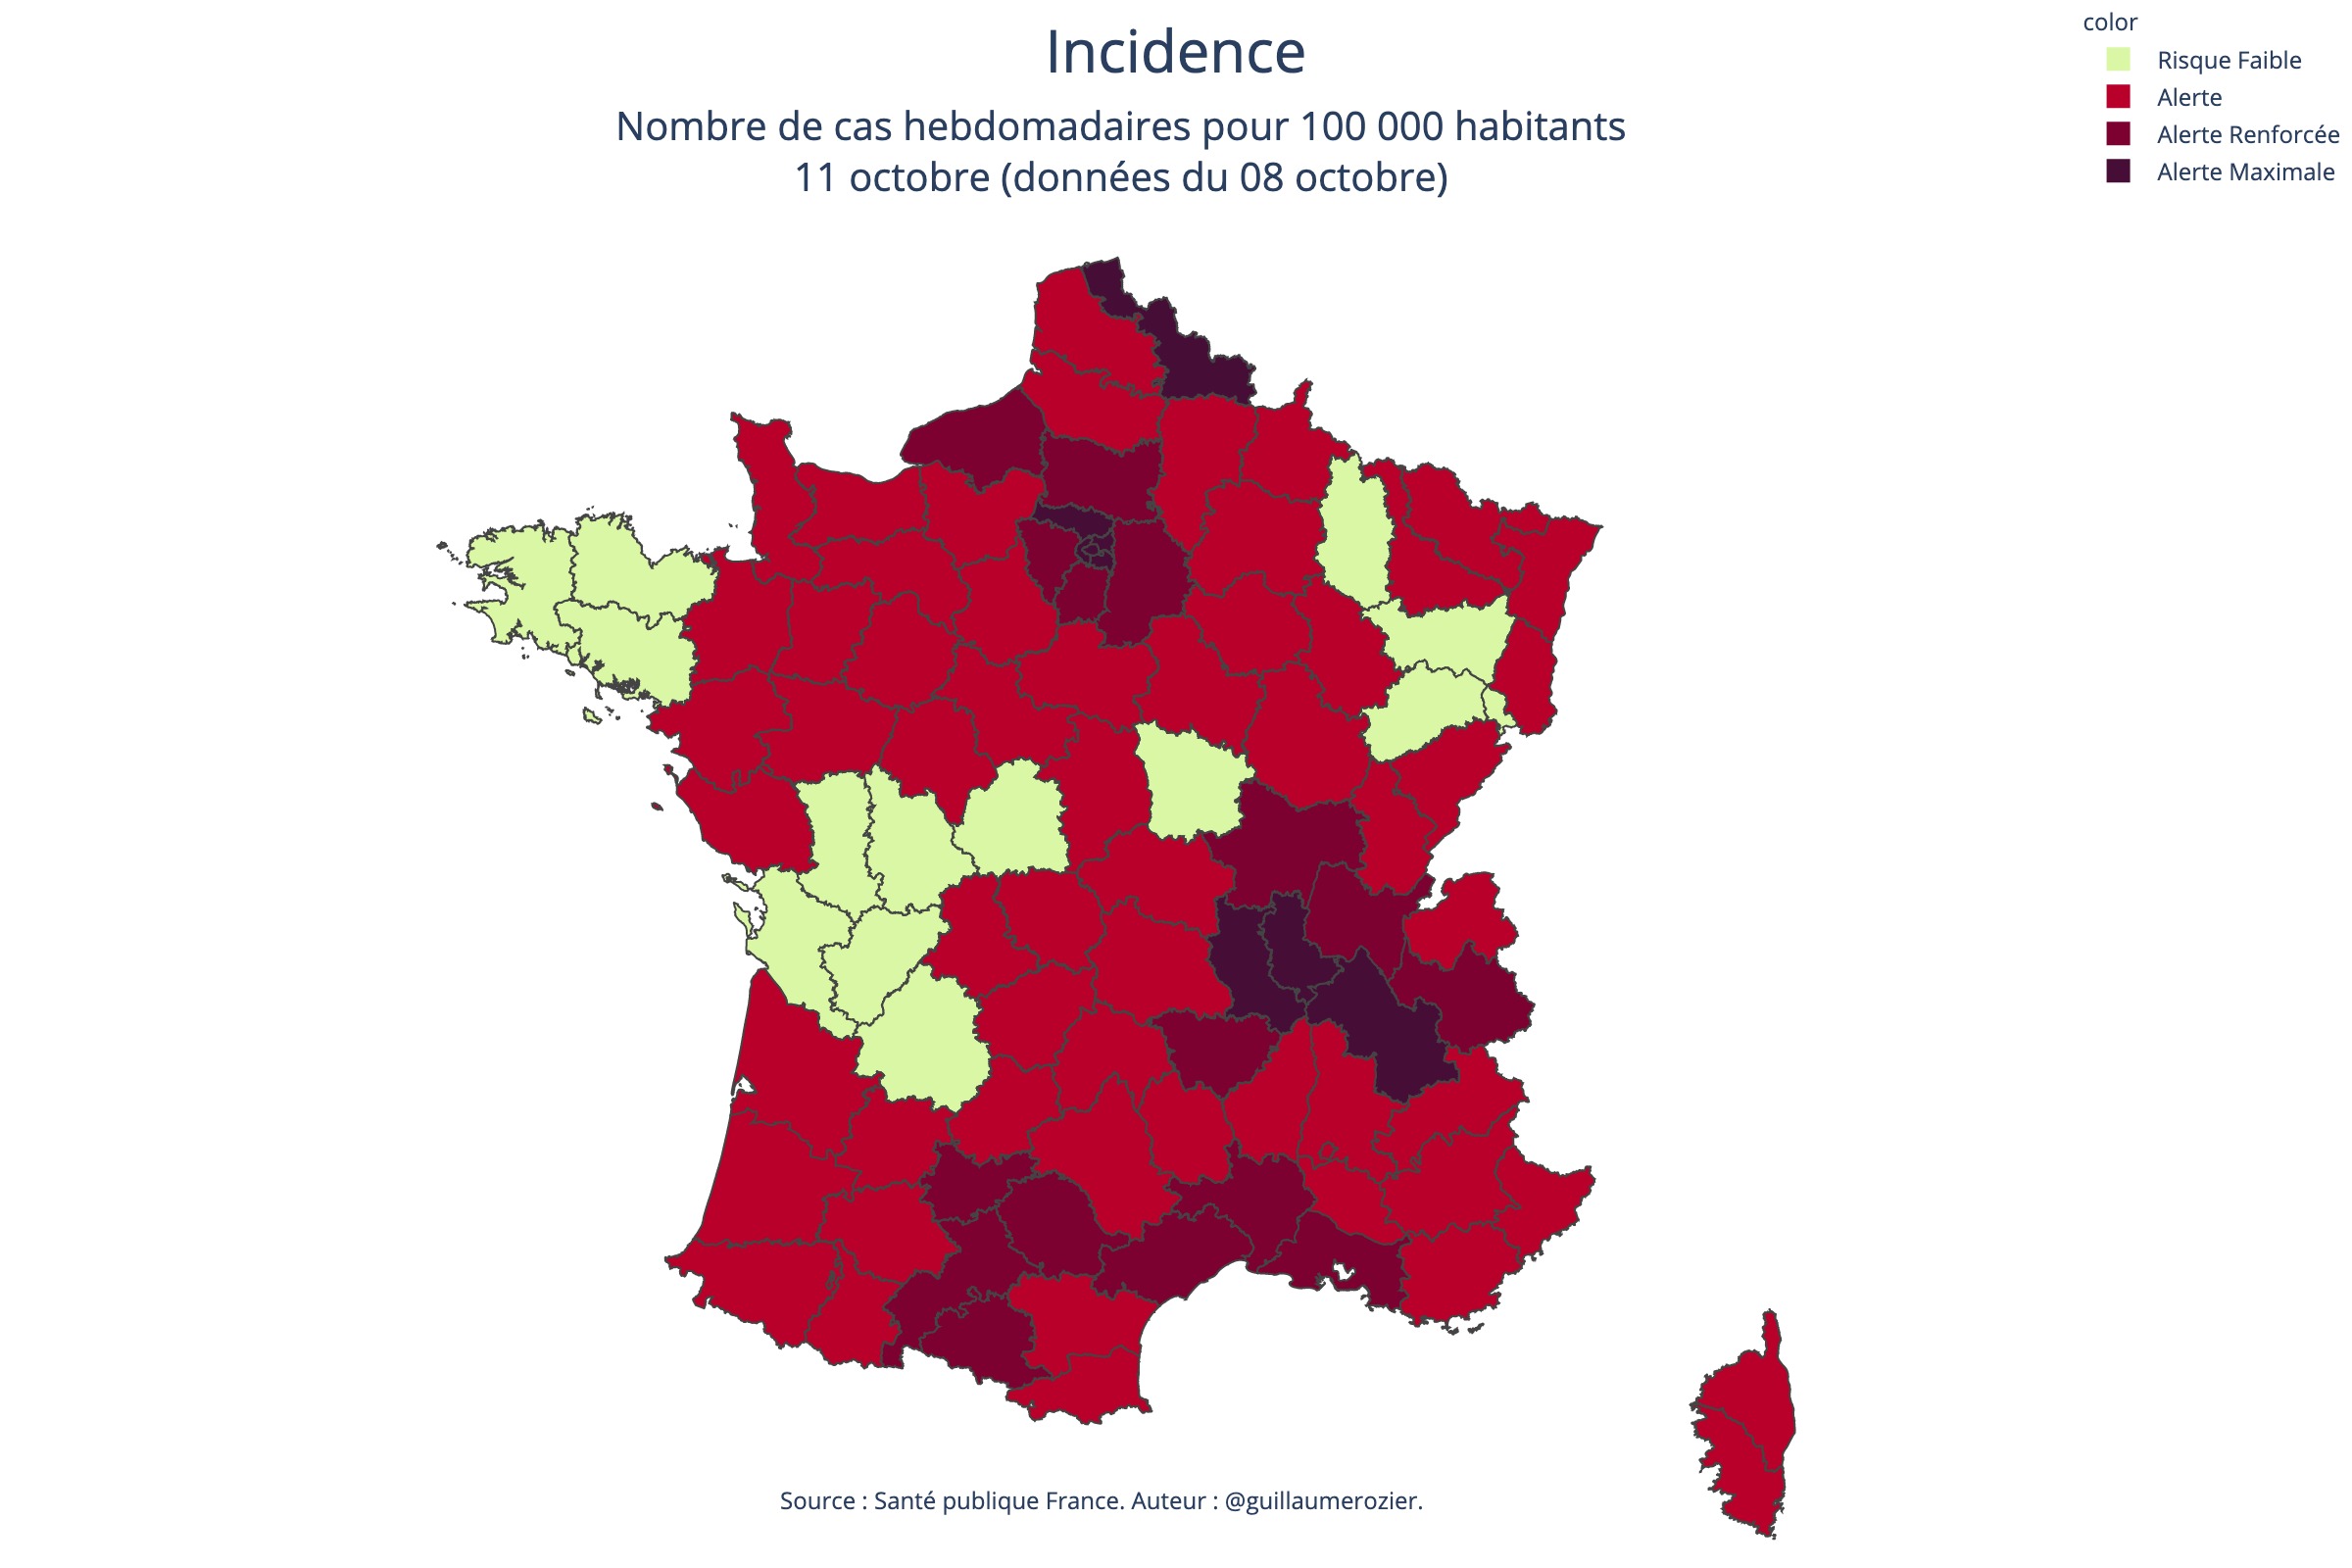 Incidence
Nombre de cas hebdomadaires pour 100 000 habitants
11 octobre (données du 08 octobre)
color
Risque Faible
Alerte
Alerte Renforcée
Alerte Maximale
Source : Santé publique France. Auteur : @guillaumerozier.